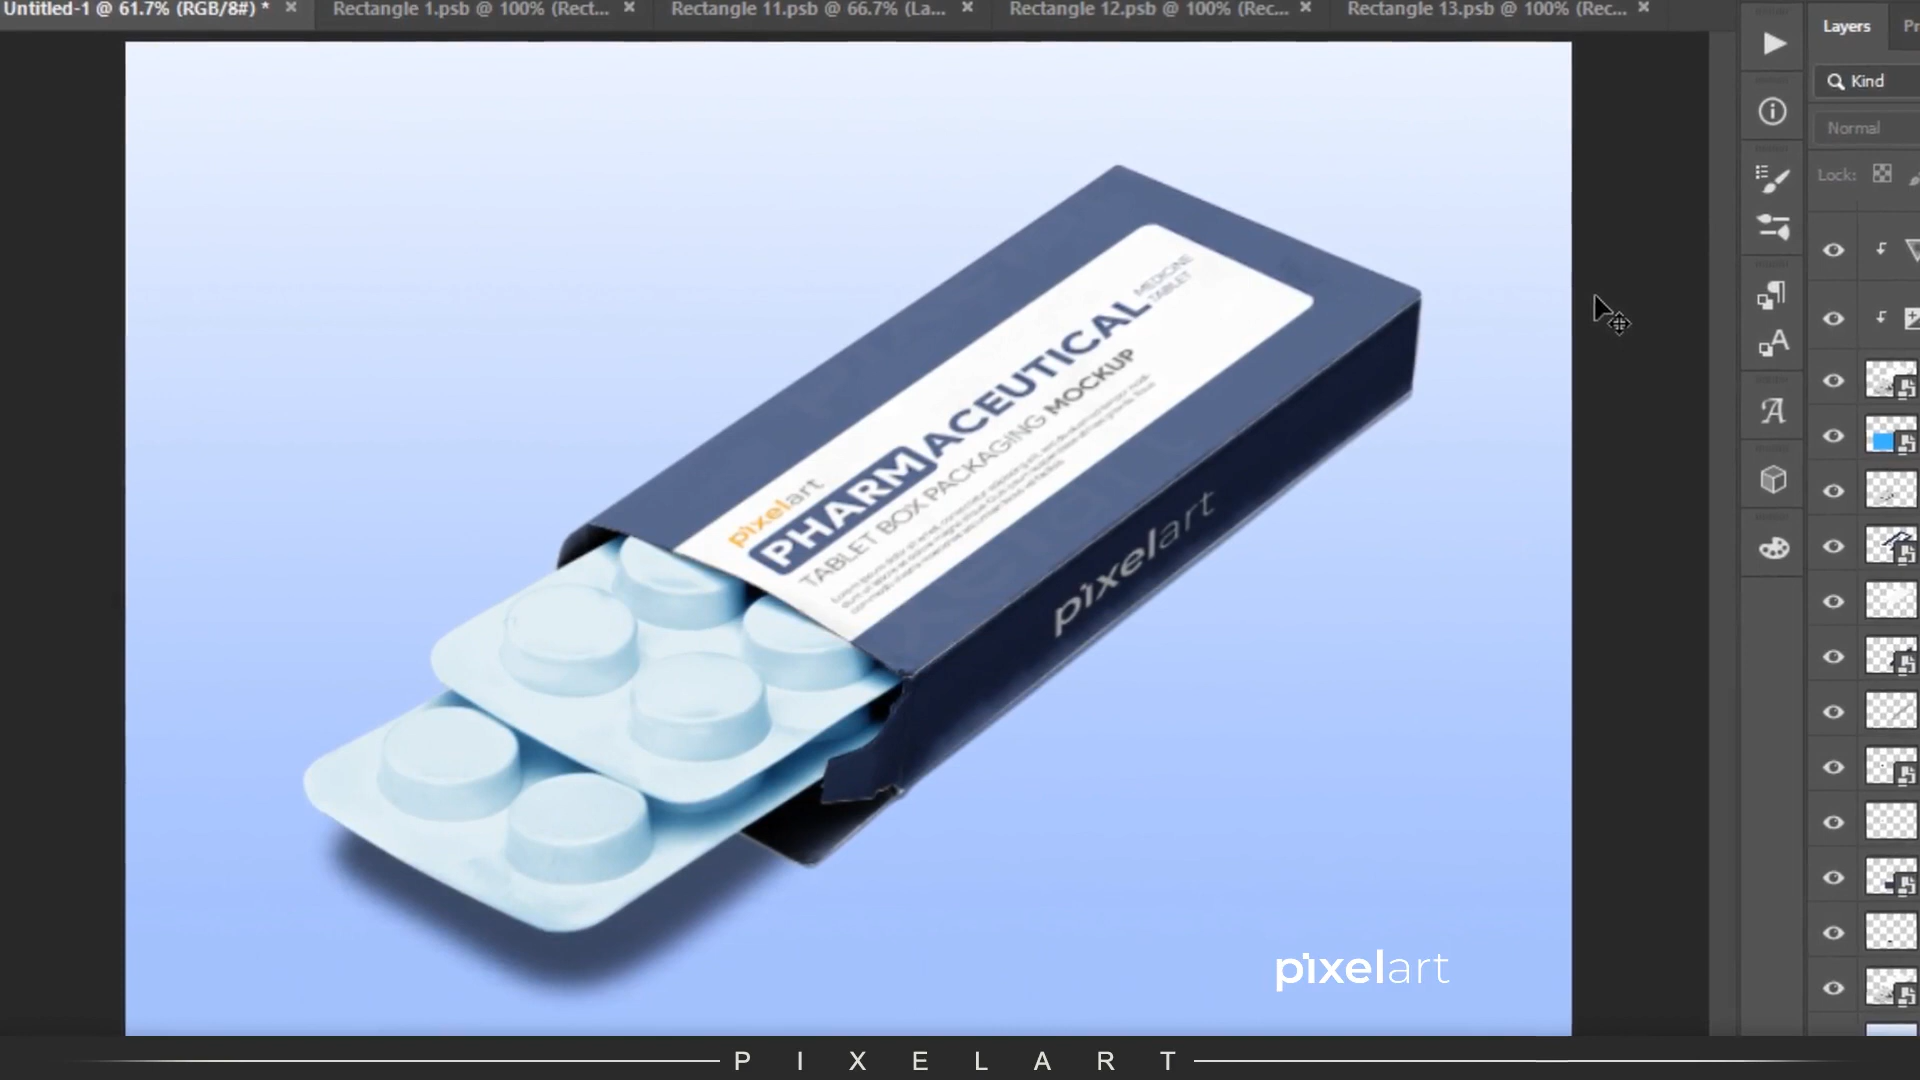 Untitled-1 @ 61.7% (RGB/8#) * ×
Rectangle 1.psb @ 100% (Rect... ×
Rectangle 11.psb @ 66.7% (La... ×
Rectangle 12.psb @ 100% (Rec... ×
Rectangle 13.psb @ 100% (Rec... ×
Layers
Pr
Kind
Normal
Lock:
MEDICINE
TABLET
pixelart
PHARMACEUTICAL
TABLET BOX PACKAGING MOCKUP
pixelart
pixelart
PIXELART